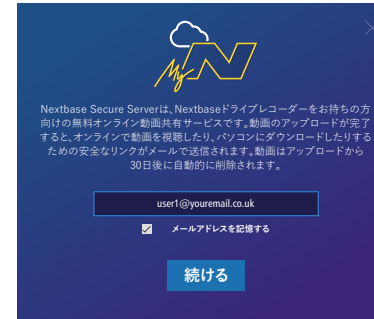 My N
Nextbase Secure Serverは、Nextbaseドライブレコーダーをお持ちの方
向けの無料オンライン動画共有サービスです。動画のアップロードが完了
すると、オンラインで動画を視聴したり、パソコンにダウンロードしたりする
ための安全なリンクがメールで送信されます。動画はアップロードから
30日後に自動的に削除されます。
user1@youremail.co.uk
メールアドレスを記憶する
続ける